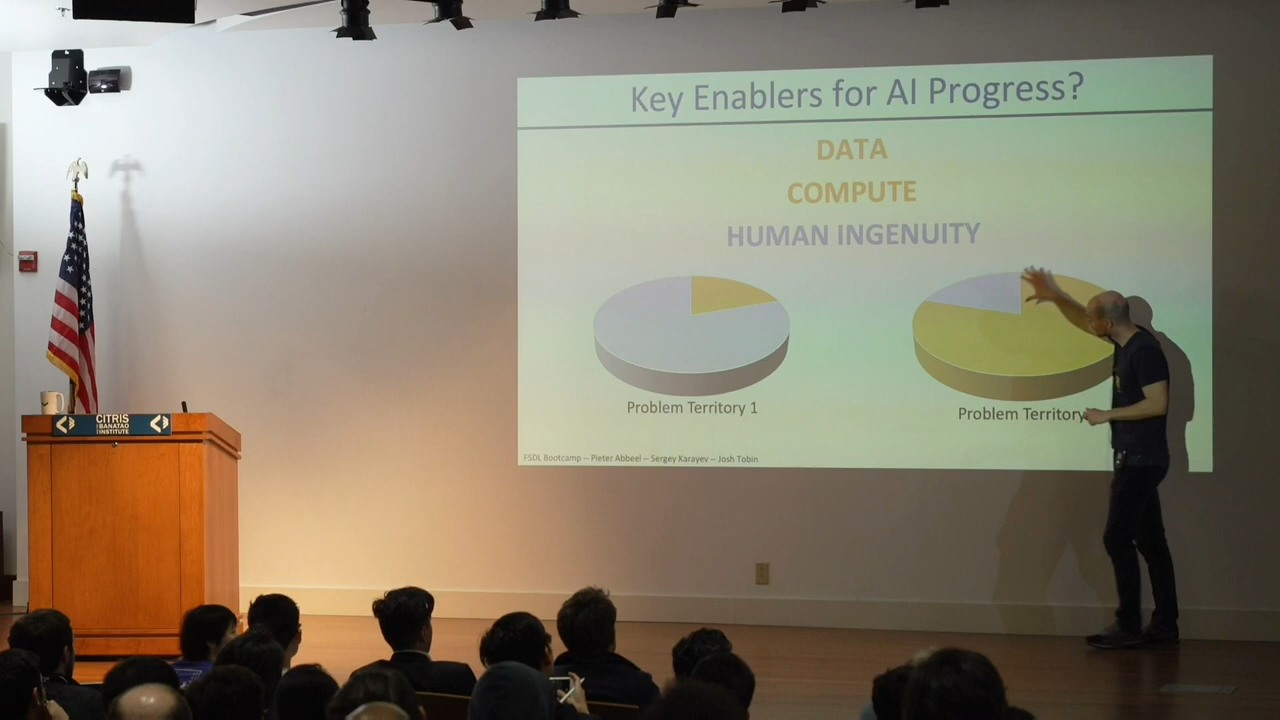 Key Enablers for AI Progress?
DATA
COMPUTE
HUMAN INGENUITY
Problem Territory 1
Problem Territory
FSDL Bootcamp -- Pieter Abbeel -- Sergey Karayev -- Josh Tobin
CITRIS
BANATAO
INSTITUTE